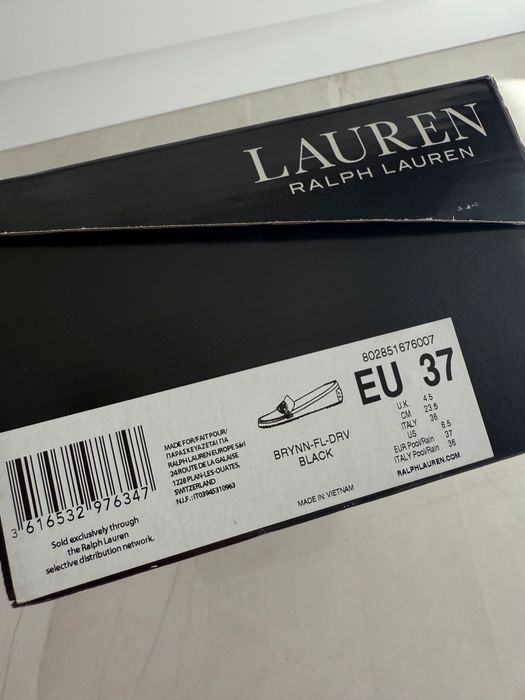 LAUREN
RALPH LAUREN
802851676007
EU 37
U.K. 4.5
CM 23.5
ITALY 36
US 6.5
EUR Pool/Rain 37
ITALY Pool/Rain 36
RALPHLAUREN.COM
BRYNN-FL-DRV
BLACK
MADE IN VIETNAM
MADE FOR/FAIT POUR/
ΠΑΡΑΣΚΕΥΑΖΕΤΑΙ ΓΙΑ
RALPH LAUREN EUROPE Sàrl
24 ROUTE DE LA GALAISE
1228 PLAN-LES-OUATES,
SWITZERLAND
N.I.F. :IT03945310963
3 616532 976347
Sold exclusively through
the Ralph Lauren
selective distribution network.